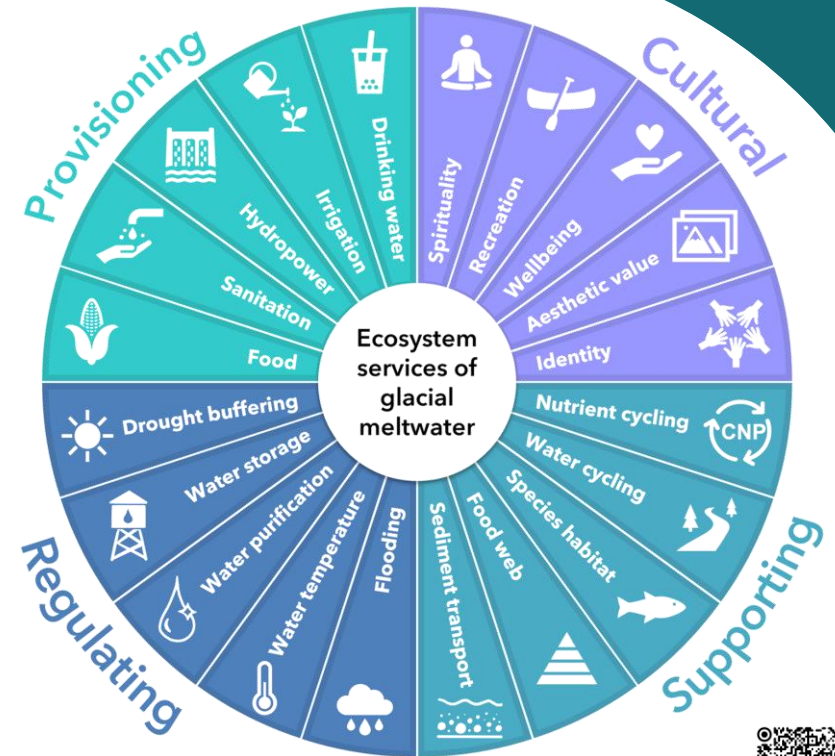 Provisioning
Drinking water
Irrigation
Hydropower
Sanitation
Food
Cultural
Spirituality
Recreation
Wellbeing
Aesthetic value
Identity
Ecosystem
services of
glacial
meltwater
Regulating
Drought buffering
Water storage
Water purification
Water temperature
Flooding
Supporting
Nutrient cycling
CNP
Water cycling
Species habitat
Food web
Sediment transport